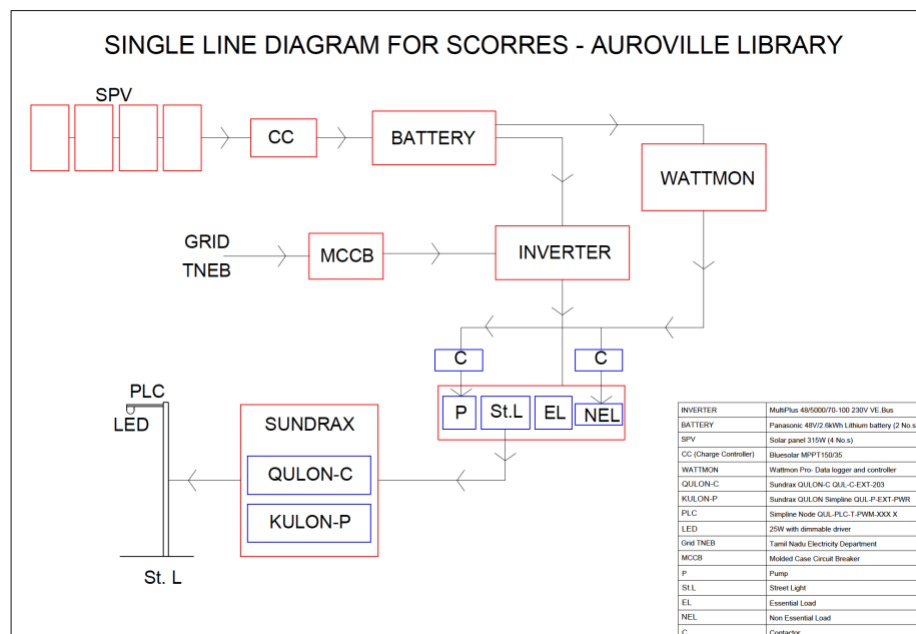 SINGLE LINE DIAGRAM FOR SCORRES - AUROVILLE LIBRARY
SPV
CC
BATTERY
WATTMON
GRID
TNEB
MCCB
INVERTER
C
C
P
St.L
EL
NEL
PLC
LED
St. L
SUNDRAX
QULON-C
KULON-P
INVERTER MultiPlus 48/5000/70-100 230V VE.Bus
BATTERY Panasonic 48V/2.6kWh Lithium battery (2 No.s
SPV Solar panel 315W (4 No.s)
CC (Charge Controller) Bluesolar MPPT150/35
WATTMON Wattmon Pro- Data logger and controller
QULON-C Sundrax QULON-C QUL-C-EXT-203
KULON-P Sundrax QULON Simpline QUL-P-EXT-PWR
PLC Simpline Node QUL-PLC-T-PWM-XXX X
LED 25W with dimmable driver
Grid TNEB Tamil Nadu Electricity Department
MCCB Molded Case Circuit Breaker
P Pump
St.L Street Light
EL Essential Load
NEL Non Essential Load
C Contactor